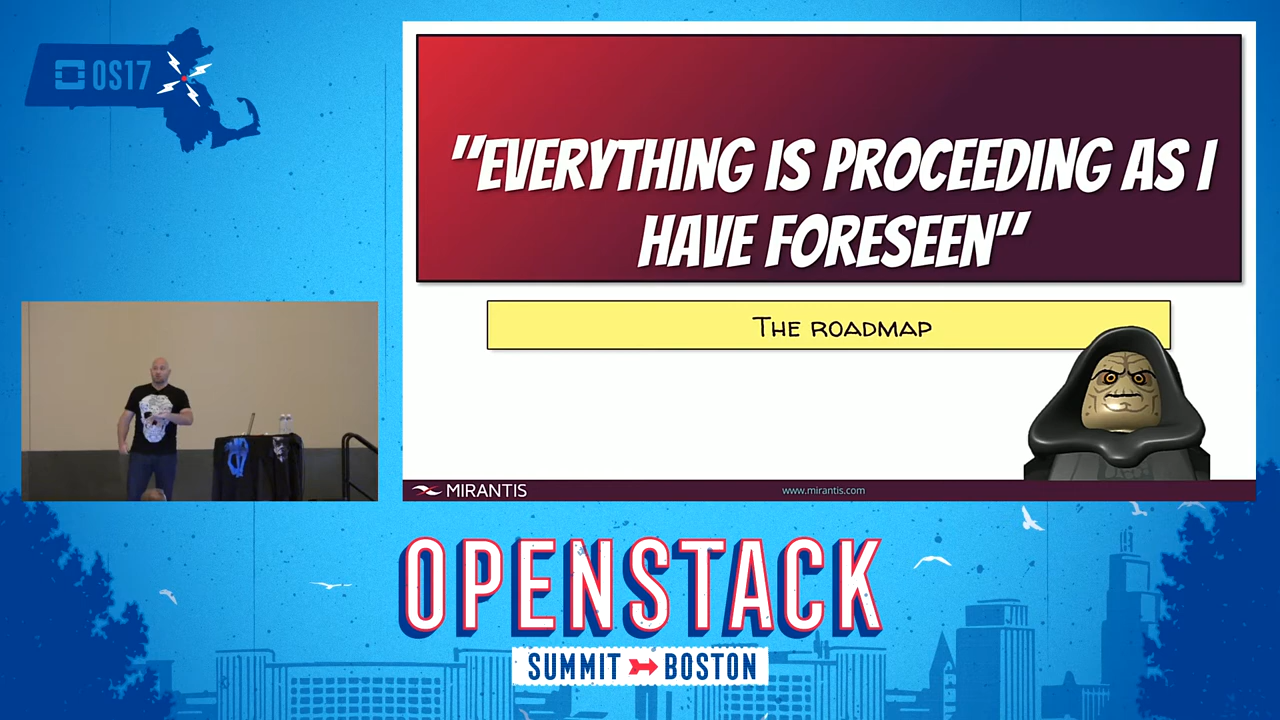 OS17
"EVERYTHING IS PROCEEDING AS I
HAVE FORESEEN"
THE ROADMAP
MIRANTIS
www.mirantis.com
OPENSTACK
SUMMIT BOSTON